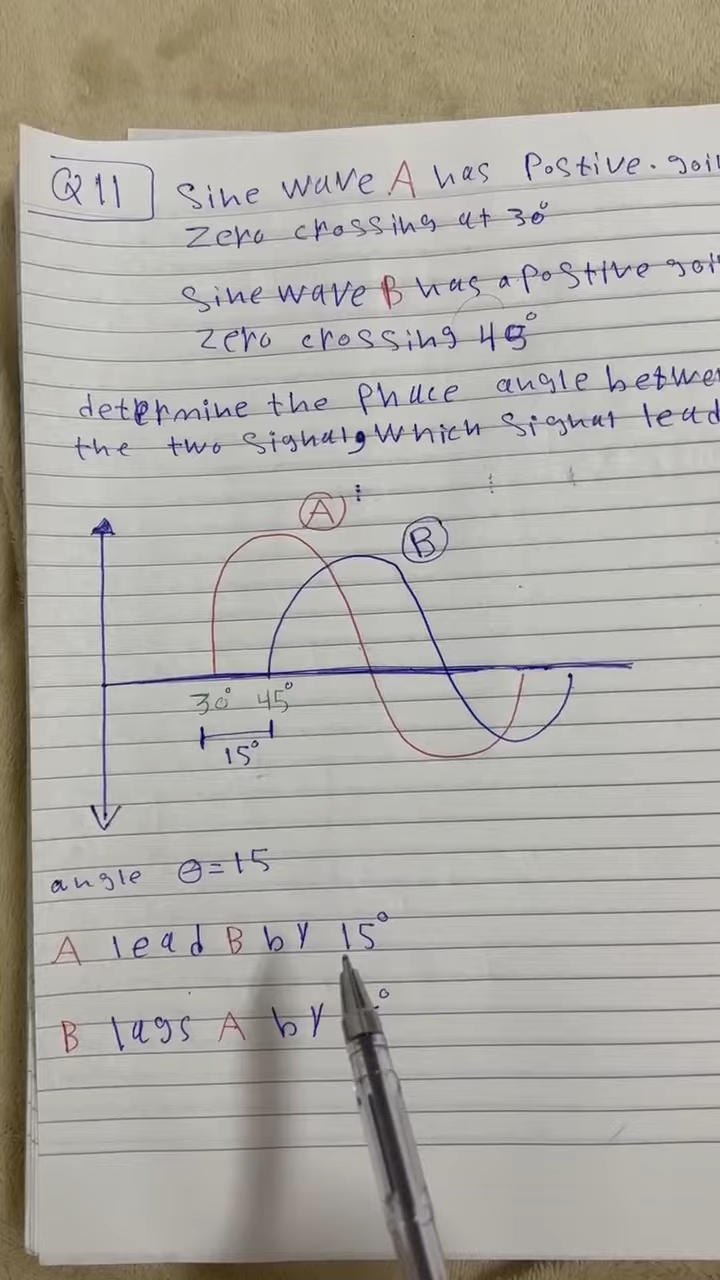 Q11
Sine wave A has Postive. goi
Zero crossing at 30°
Sine wave B has a postive goi
Zero crossing 45°
determine the phace angle betwe
the two signals, which signal lead
A
B
30° 45°
15°
angle θ=15
A lead B by 15°
B lags A by